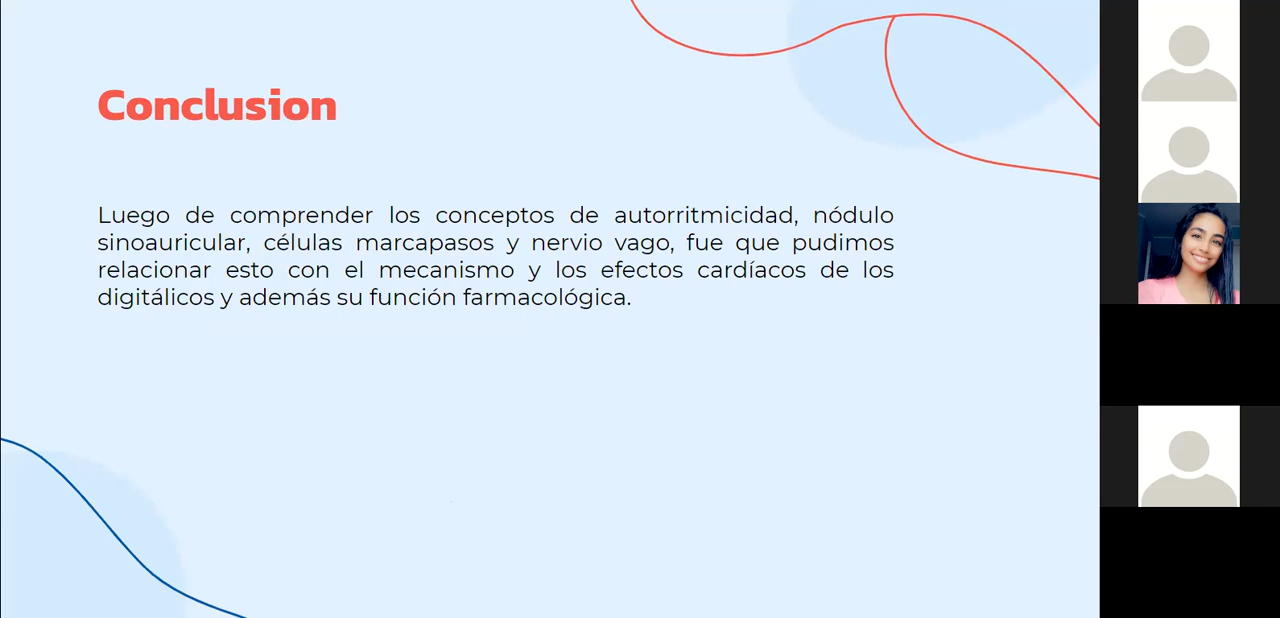 Conclusion
Luego de comprender los conceptos de autorritmicidad, nódulo
sinoauricular, células marcapasos y nervio vago, fue que pudimos
relacionar esto con el mecanismo y los efectos cardíacos de los
digitálicos y además su función farmacológica.